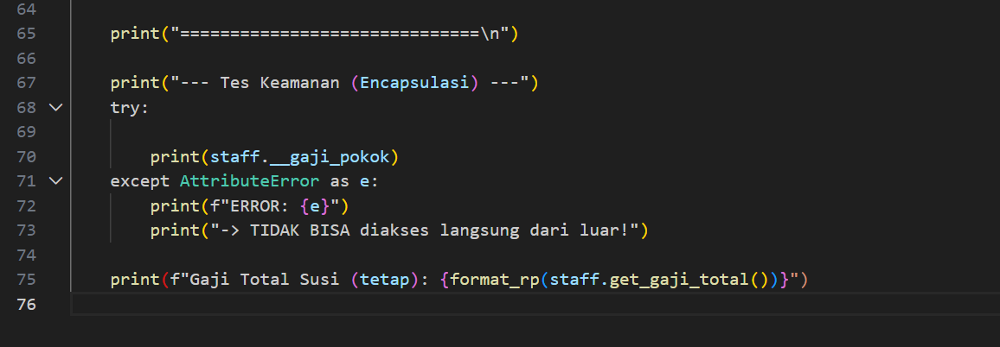 64
65 print("==============================\n")
66
67 print("--- Tes Keamanan (Encapsulasi) ---")
68 try:
69
70 print(staff.__gaji_pokok)
71 except AttributeError as e:
72 print(f"ERROR: {e}")
73 print("-> TIDAK BISA diakses langsung dari luar!")
74
75 print(f"Gaji Total Susi (tetap): {format_rp(staff.get_gaji_total())}")
76